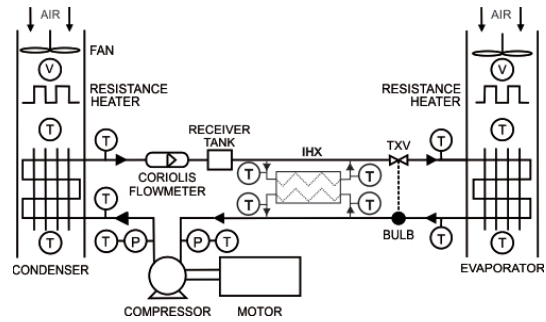 AIR
AIR
FAN
V
V
RESISTANCE
HEATER
RESISTANCE
HEATER
T
T
T
RECEIVER
TANK
IHX
TXV
T
CORIOLIS
FLOWMETER
T
T
T
T
T
T
P
P
T
BULB
T
T
T
CONDENSER
EVAPORATOR
COMPRESSOR
MOTOR